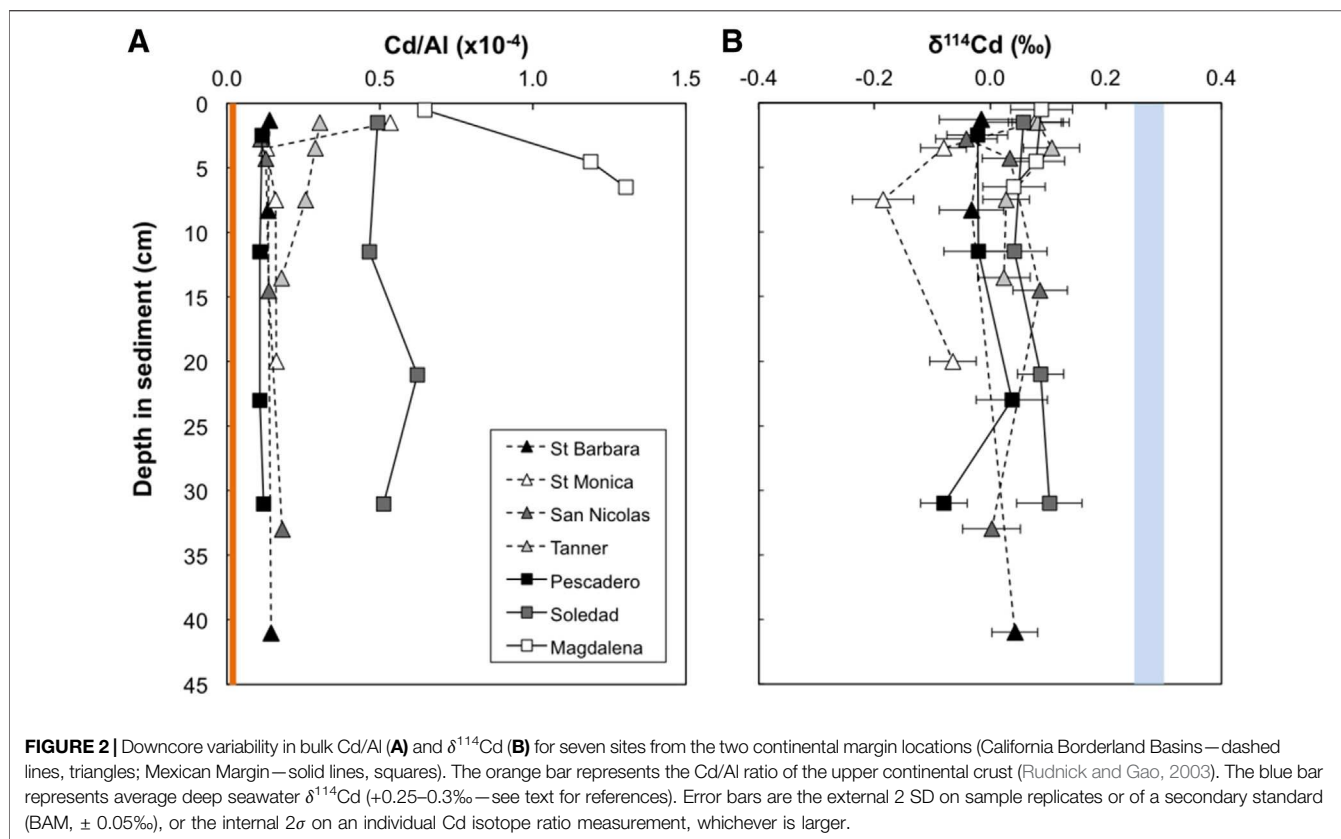 A
Cd/Al (x10⁻⁴)
0.0 0.5 1.0 1.5
0
5
10
15
20
25
30
35
40
45
Depth in sediment (cm)
St Barbara
St Monica
San Nicolas
Tanner
Pescadero
Soledad
Magdalena
B
δ¹¹⁴Cd (‰)
-0.4 -0.2 0.0 0.2 0.4
FIGURE 2 | Downcore variability in bulk Cd/Al (A) and δ¹¹⁴Cd (B) for seven sites from the two continental margin locations (California Borderland Basins—dashed
lines, triangles; Mexican Margin—solid lines, squares). The orange bar represents the Cd/Al ratio of the upper continental crust (Rudnick and Gao, 2003). The blue bar
represents average deep seawater δ¹¹⁴Cd (+0.25–0.3‰—see text for references). Error bars are the external 2 SD on sample replicates or of a secondary standard
(BAM, ± 0.05‰), or the internal 2σ on an individual Cd isotope ratio measurement, whichever is larger.